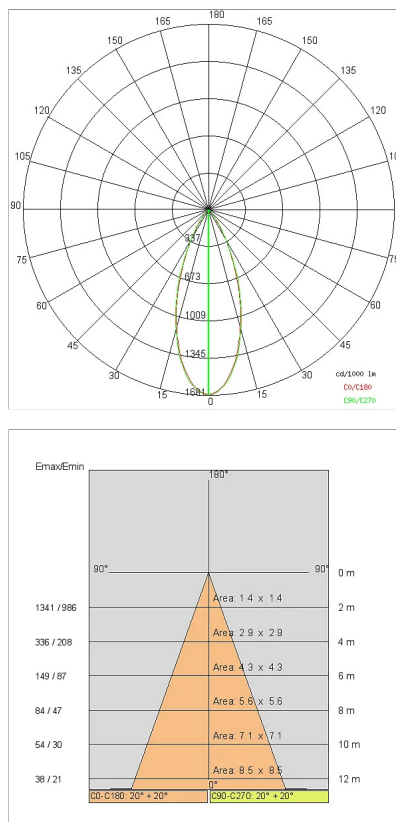 180
165 165
150 150
135 135
120 120
105 10
90
337
75 75
673
60 60
1009
45 45
1345
30 30
cd/1000 lm
15 15
C0/C180
1681 0
C90/C270
Emax/Emin
180°
90° 90° 0 m
Area: 1.4 x 1.4
1341 / 986 2 m
Area: 2.9 x 2.9
336 / 208 4 m
Area: 4.3 x 4.3
149 / 87 6 m
Area: 5.6 x 5.6
84 / 47 8 m
Area: 7.1 x 7.1
54 / 30 10 m
Area: 8.5 x 8.5
38 / 21 12 m
0°
C0-C180: 20° + 20° C90-C270: 20° + 20°